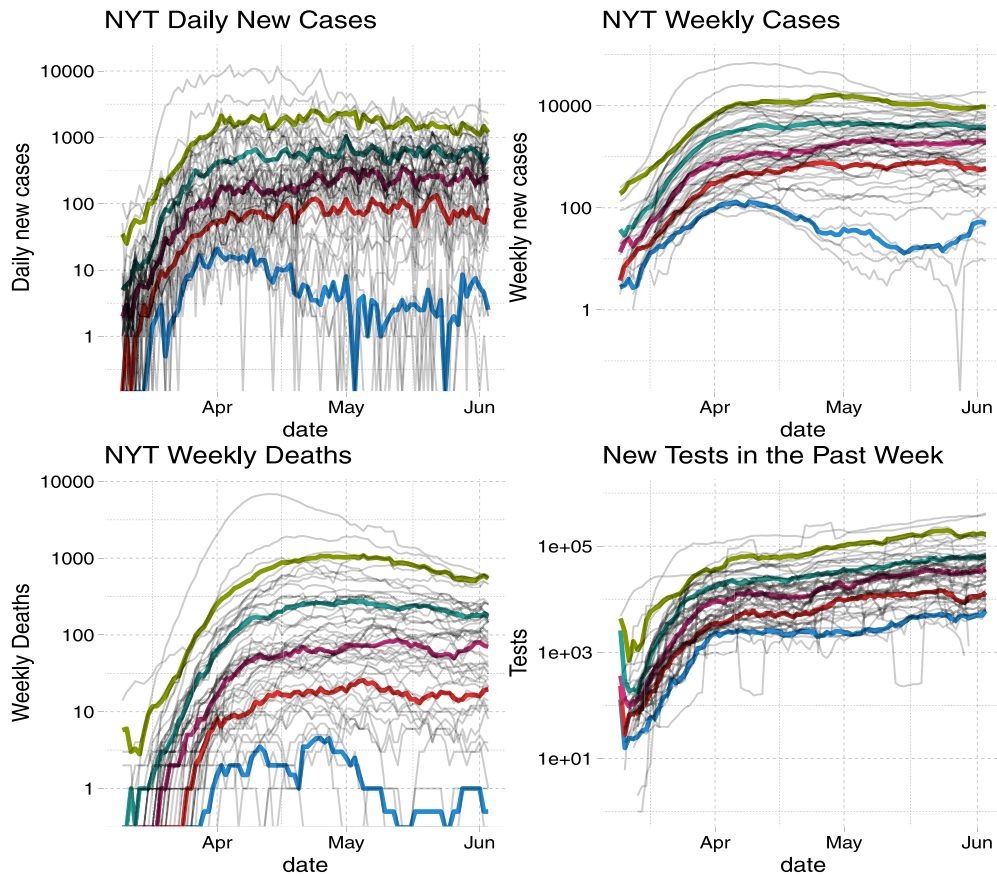 NYT Daily New Cases
Daily new cases
10000
1000
100
10
1
Apr
May
Jun
date
NYT Weekly Cases
Weekly new cases
10000
100
1
Apr
May
Jun
date
NYT Weekly Deaths
Weekly Deaths
10000
1000
100
10
1
Apr
May
Jun
date
New Tests in the Past Week
Tests
1e+05
1e+03
1e+01
Apr
May
Jun
date